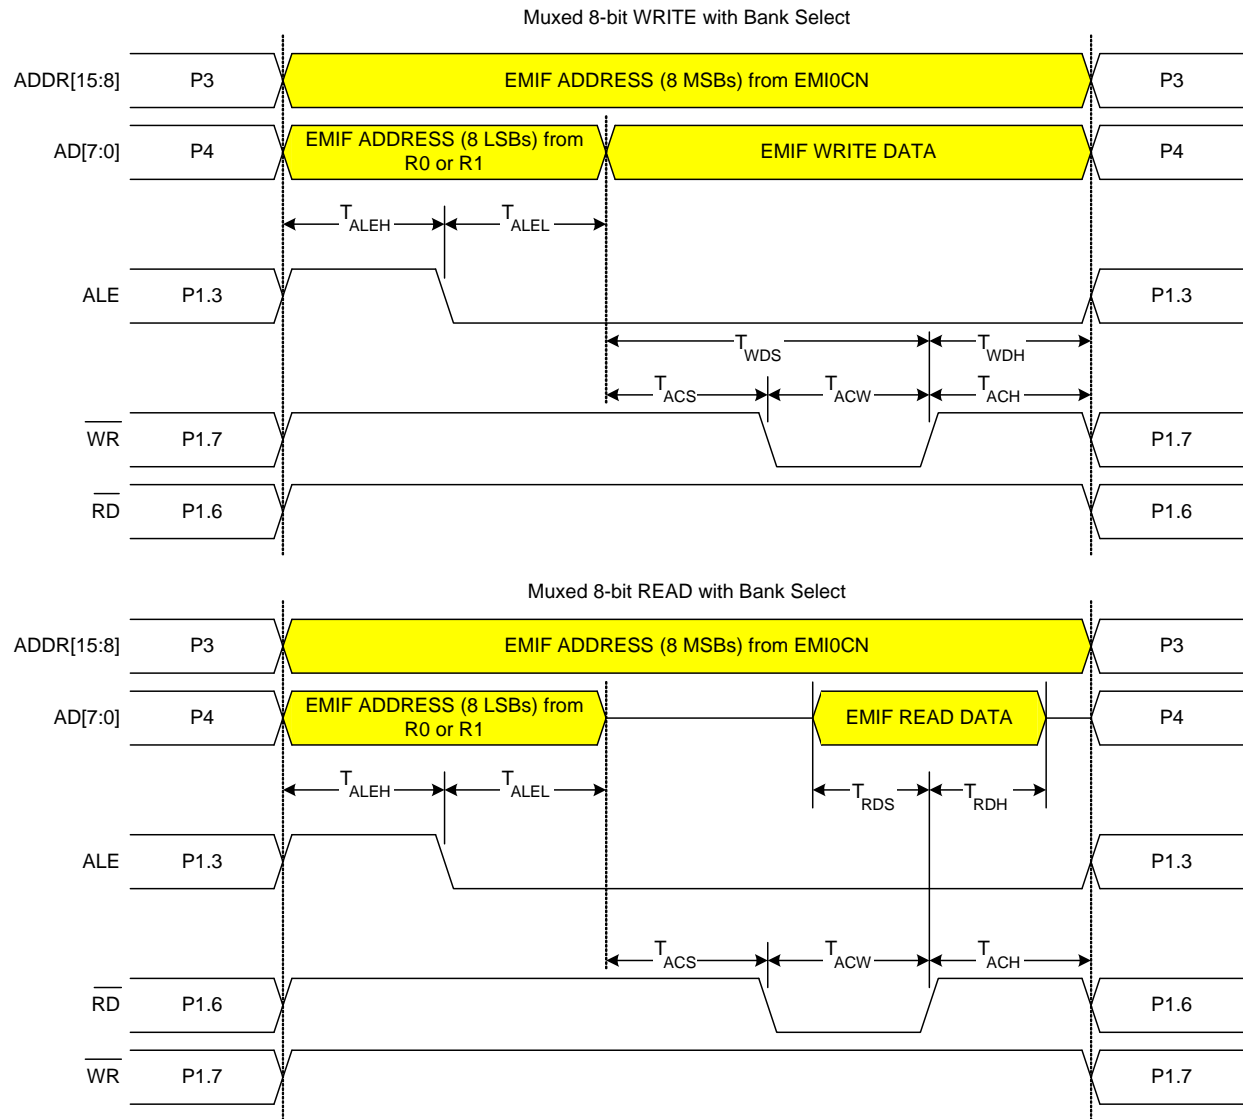 Muxed 8-bit WRITE with Bank Select
ADDR[15:8] P3 EMIF ADDRESS (8 MSBs) from EMI0CN P3
AD[7:0] P4 EMIF ADDRESS (8 LSBs) from
R0 or R1 EMIF WRITE DATA P4
TALEH TALEL
ALE P1.3 P1.3
TWDS TWDH
TACS TACW TACH
WR P1.7 P1.7
RD P1.6 P1.6
Muxed 8-bit READ with Bank Select
ADDR[15:8] P3 EMIF ADDRESS (8 MSBs) from EMI0CN P3
AD[7:0] P4 EMIF ADDRESS (8 LSBs) from
R0 or R1 EMIF READ DATA P4
TALEH TALEL TRDS TRDH
ALE P1.3 P1.3
TACS TACW TACH
RD P1.6 P1.6
WR P1.7 P1.7